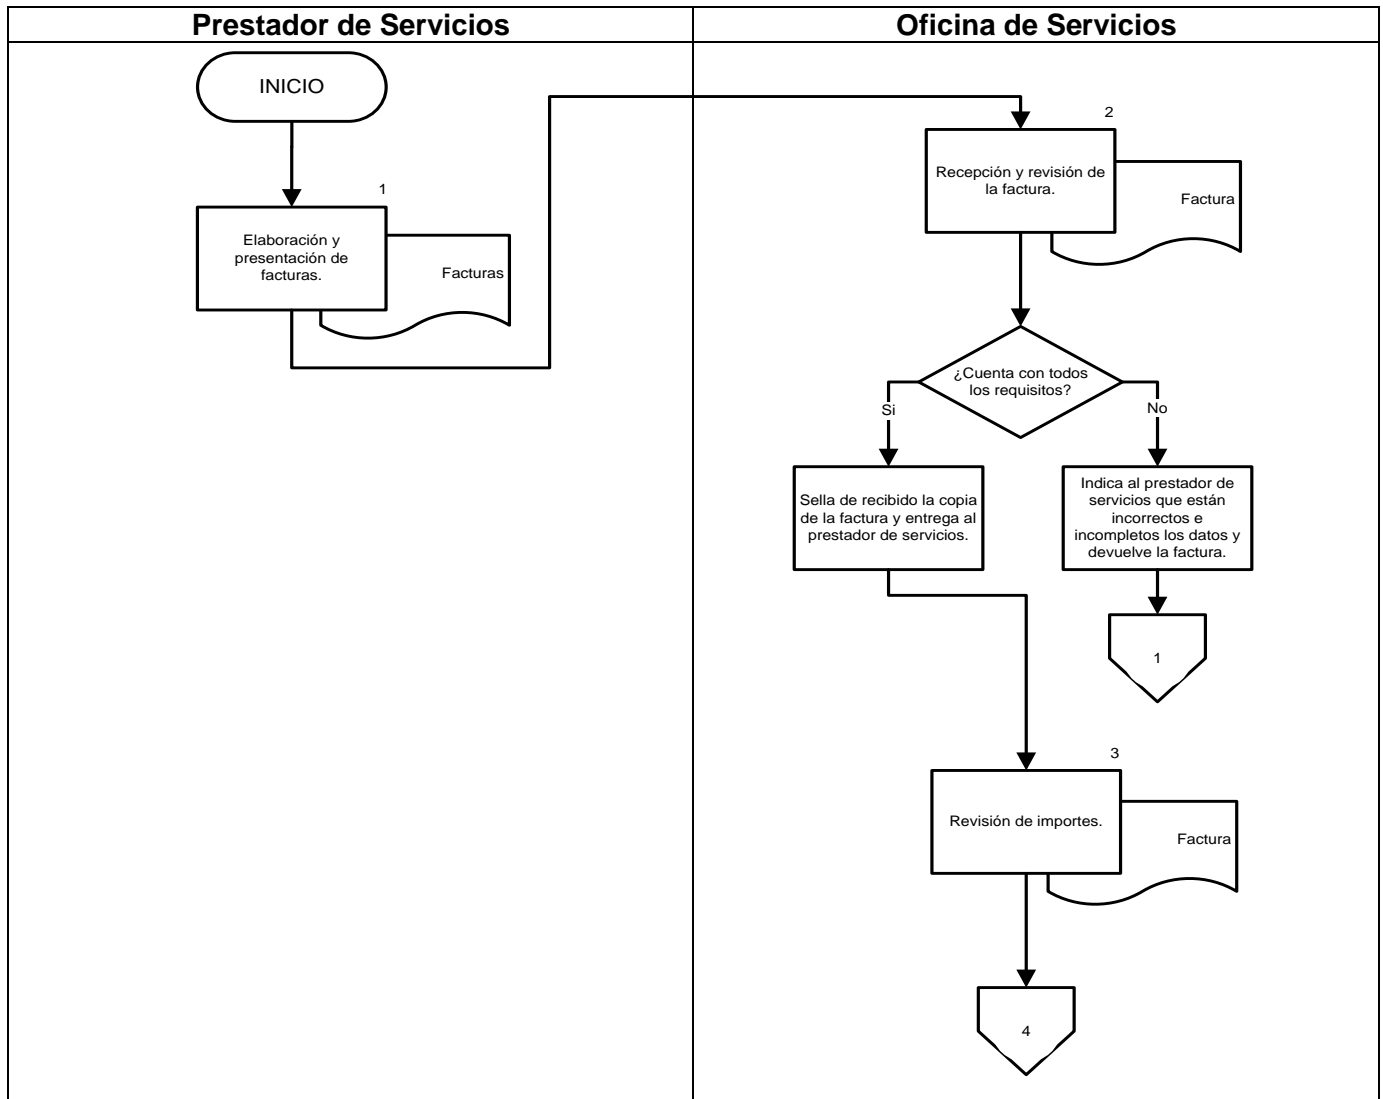 Prestador de Servicios
Oficina de Servicios
INICIO
1
Elaboración y
presentación de
facturas.
Facturas
2
Recepción y revisión de
la factura.
Factura
¿Cuenta con todos
los requisitos?
Si
No
Sella de recibido la copia
de la factura y entrega al
prestador de servicios.
Indica al prestador de
servicios que están
incorrectos e
incompletos los datos y
devuelve la factura.
1
3
Revisión de importes.
Factura
4